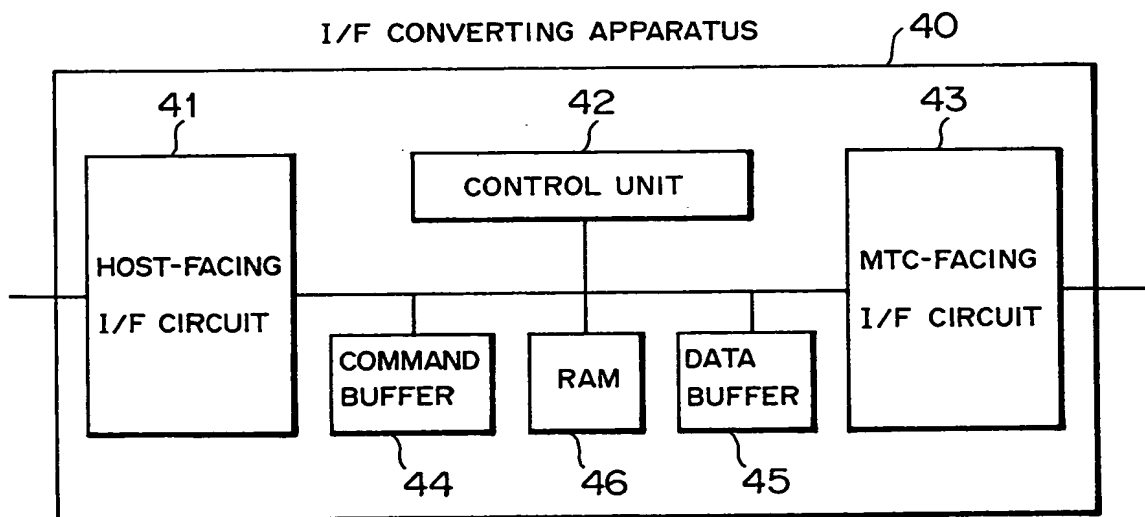 I/F CONVERTING APPARATUS
40
41
42
43
CONTROL UNIT
HOST-FACING
I/F CIRCUIT
MTC-FACING
I/F CIRCUIT
COMMAND
BUFFER
RAM
DATA
BUFFER
44
46
45